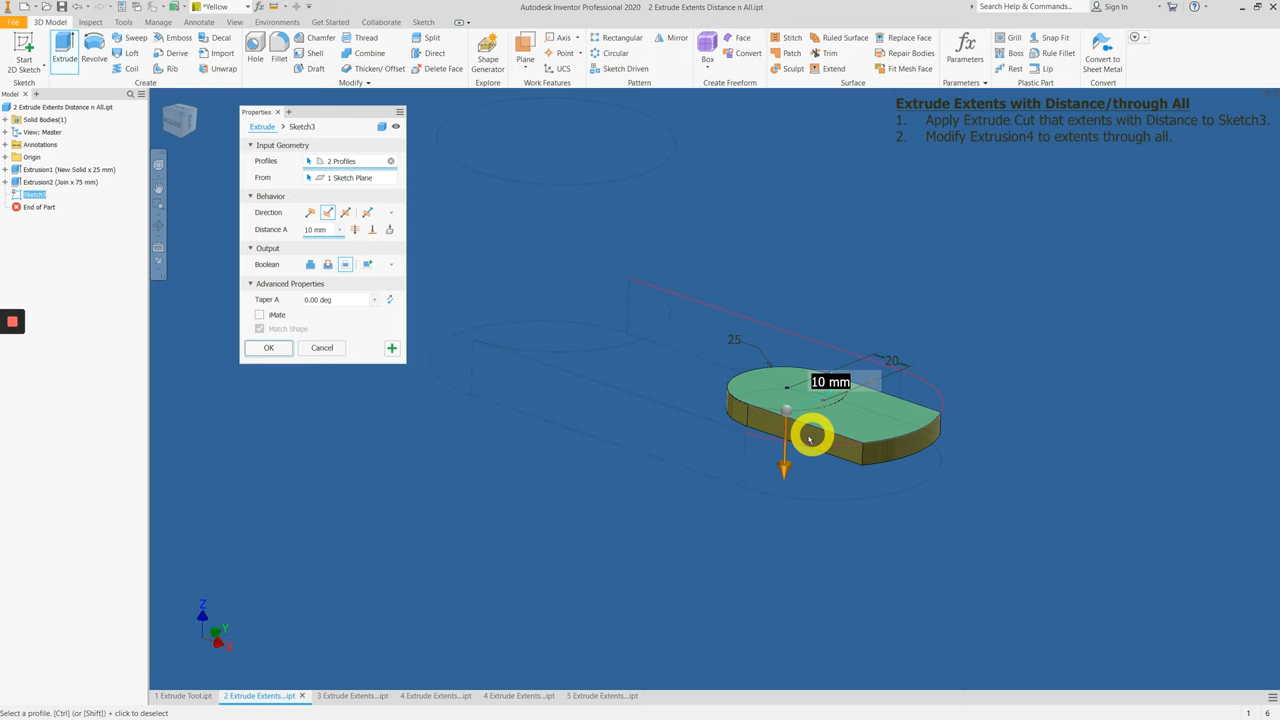 *Yellow
Autodesk Inventor Professional 2020 2 Extrude Extents Distance n All.ipt
Search Help & Commands...
Sign In
File 3D Model Inspect Tools Manage Annotate View Environments Get Started Collaborate Sketch
Start 2D Sketch
Extrude
Revolve
Sweep Emboss Decal
Loft Derive Import
Coil Rib Unwrap
Hole
Fillet
Chamfer Thread Split
Shell Combine Direct
Draft Thicken/ Offset Delete Face
Shape Generator
Plane
Axis
Point
UCS
Rectangular Mirror
Circular
Sketch Driven
Box
Face
Convert
Stitch Ruled Surface Replace Face
Patch Trim Repair Bodies
Sculpt Extend Fit Mesh Face
Parameters
fx
Grill Snap Fit
Boss Rule Fillet
Rest Lip
Convert to Sheet Metal
Sketch Create Modify Explore Work Features Pattern Create Freeform Surface Parameters Plastic Part
Model
2 Extrude Extents Distance n All.ipt
Solid Bodies(1)
View: Master
Annotations
Origin
Extrusion1 (New Solid x 25 mm)
Extrusion2 (Join x 75 mm)
Sketch3
End of Part
Properties
Extrude > Sketch3
Input Geometry
Profiles 2 Profiles
From 1 Sketch Plane
Behavior
Direction
Distance A 10 mm
Output
Boolean
Advanced Properties
Taper A 0.00 deg
iMate
Match Shape
OK Cancel
Extrude Extents with Distance/through All
1. Apply Extrude Cut that extents with Distance to Sketch3.
2. Modify Extrusion4 to extents through all.
25
20
10 mm
Z
Y
X
1 Extrude Tool.ipt 2 Extrude Extents...ipt 3 Extrude Extents...ipt 4 Extrude Extents...ipt 4 Extrude Extents...ipt 5 Extrude Extents...ipt
Select a profile. [Ctrl] (or [Shift]) + click to deselect
1 6